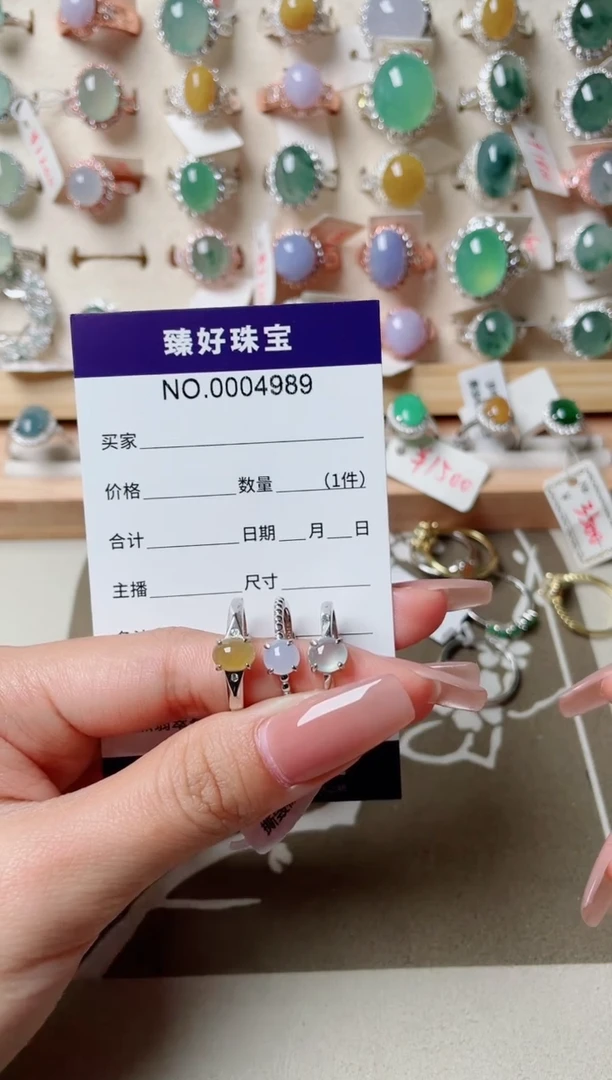 臻好珠宝
NO.0004989
买家
价格 数量 (1件)
合计 日期 月 日
主播 尺寸
¥1500